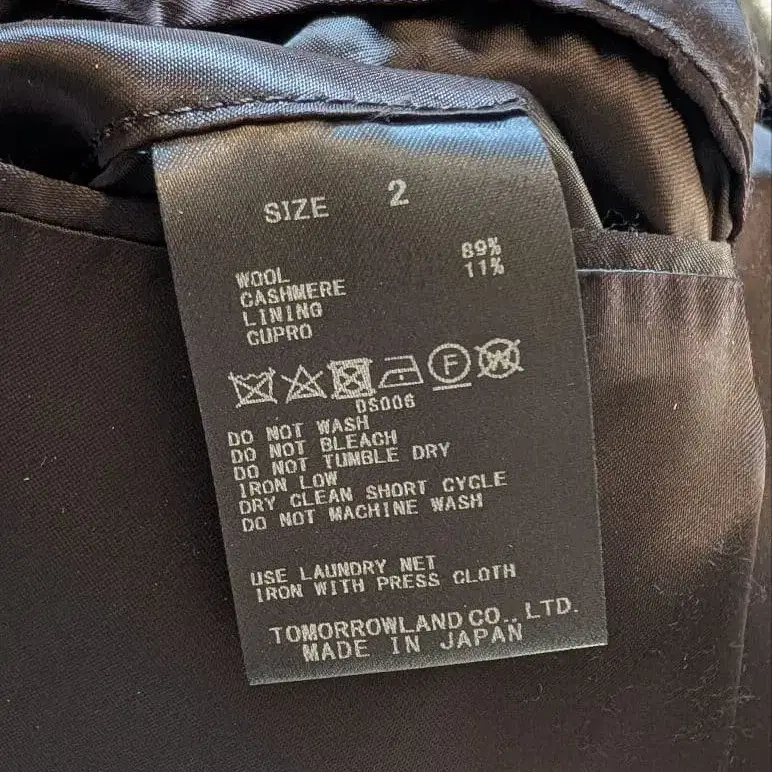 SIZE 2
WOOL 89%
CASHMERE 11%
LINING
CUPRO
F W
DS006
DO NOT WASH
DO NOT BLEACH
DO NOT TUMBLE DRY
IRON LOW
DRY CLEAN SHORT CYCLE
DO NOT MACHINE WASH
USE LAUNDRY NET
IRON WITH PRESS CLOTH
TOMORROWLAND CO., LTD.
MADE IN JAPAN